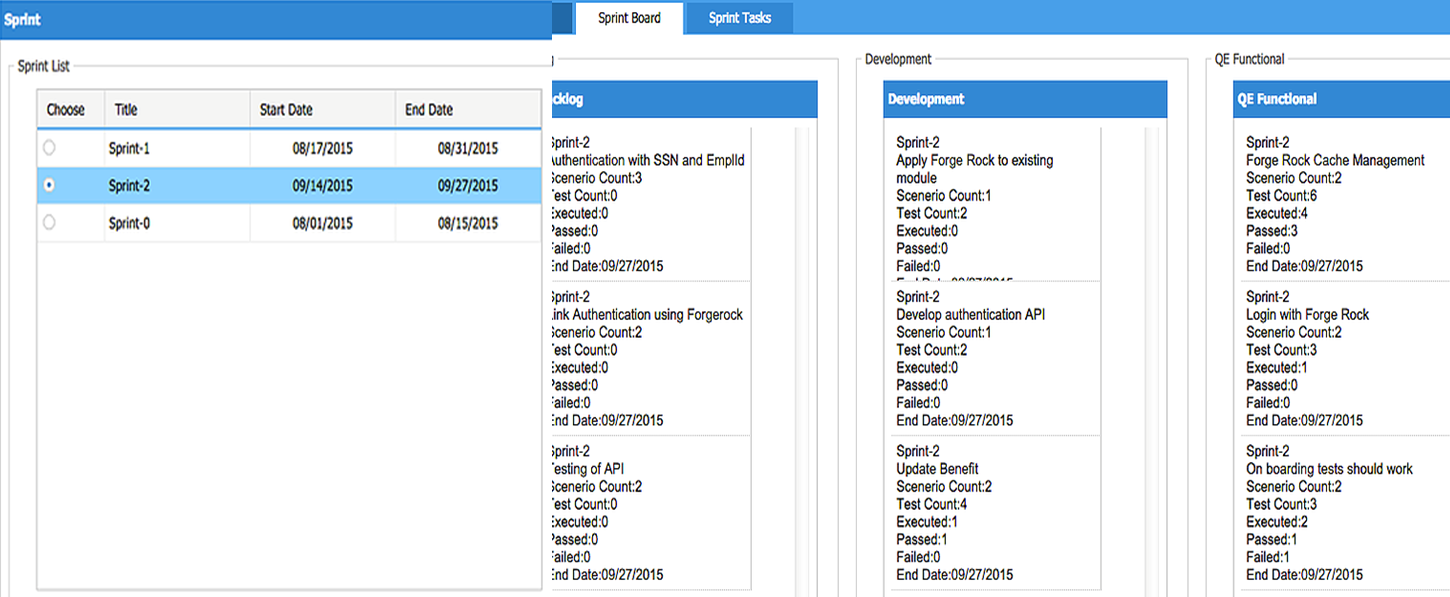 Sprint
Sprint List
Choose Title Start Date End Date
Sprint-1 08/17/2015 08/31/2015
Sprint-2 09/14/2015 09/27/2015
Sprint-0 08/01/2015 08/15/2015
Sprint Board Sprint Tasks
cklog
Sprint-2
Authentication with SSN and EmplId
Scenerio Count:3
Test Count:0
Executed:0
Passed:0
Failed:0
End Date:09/27/2015
Sprint-2
Link Authentication using Forgerock
Scenerio Count:2
Test Count:0
Executed:0
Passed:0
Failed:0
End Date:09/27/2015
Sprint-2
Testing of API
Scenerio Count:2
Test Count:0
Executed:0
Passed:0
Failed:0
End Date:09/27/2015
Development
Development
Sprint-2
Apply Forge Rock to existing
module
Scenerio Count:1
Test Count:2
Executed:0
Passed:0
Failed:0
End Date:09/27/2015
Sprint-2
Develop authentication API
Scenerio Count:1
Test Count:2
Executed:0
Passed:0
Failed:0
End Date:09/27/2015
Sprint-2
Update Benefit
Scenerio Count:2
Test Count:4
Executed:1
Passed:1
Failed:0
End Date:09/27/2015
QE Functional
QE Functional
Sprint-2
Forge Rock Cache Management
Scenerio Count:2
Test Count:6
Executed:4
Passed:3
Failed:0
End Date:09/27/2015
Sprint-2
Login with Forge Rock
Scenerio Count:2
Test Count:3
Executed:1
Passed:0
Failed:0
End Date:09/27/2015
Sprint-2
On boarding tests should work
Scenerio Count:2
Test Count:3
Executed:2
Passed:1
Failed:1
End Date:09/27/2015